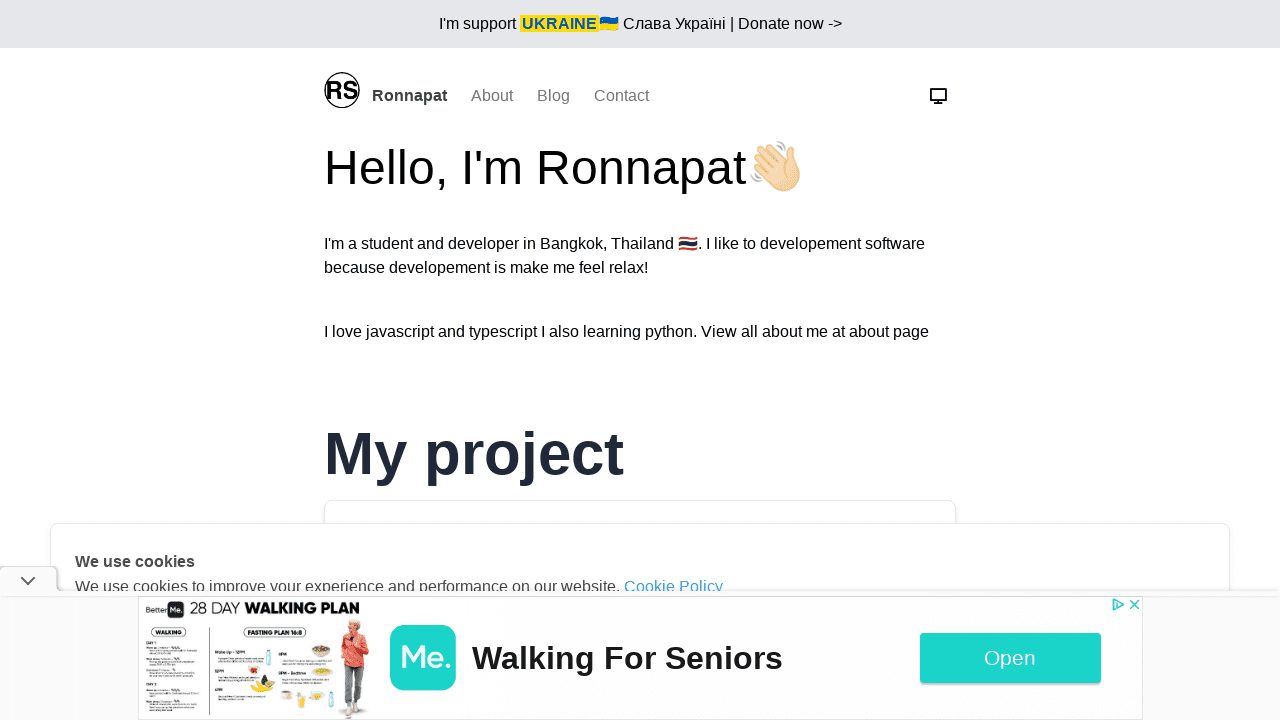 I'm support UKRAINE🇺🇦 Слава Україні | Donate now ->
RS Ronnapat About Blog Contact
Hello, I'm Ronnapat👋🏻
I'm a student and developer in Bangkok, Thailand 🇹🇭. I like to developement software
because developement is make me feel relax!
I love javascript and typescript I also learning python. View all about me at about page
My project
We use cookies
We use cookies to improve your experience and performance on our website. Cookie Policy
BetterMe. 28 DAY WALKING PLAN
WALKING
FASTING PLAN 16:8
Me.
Walking For Seniors
Open